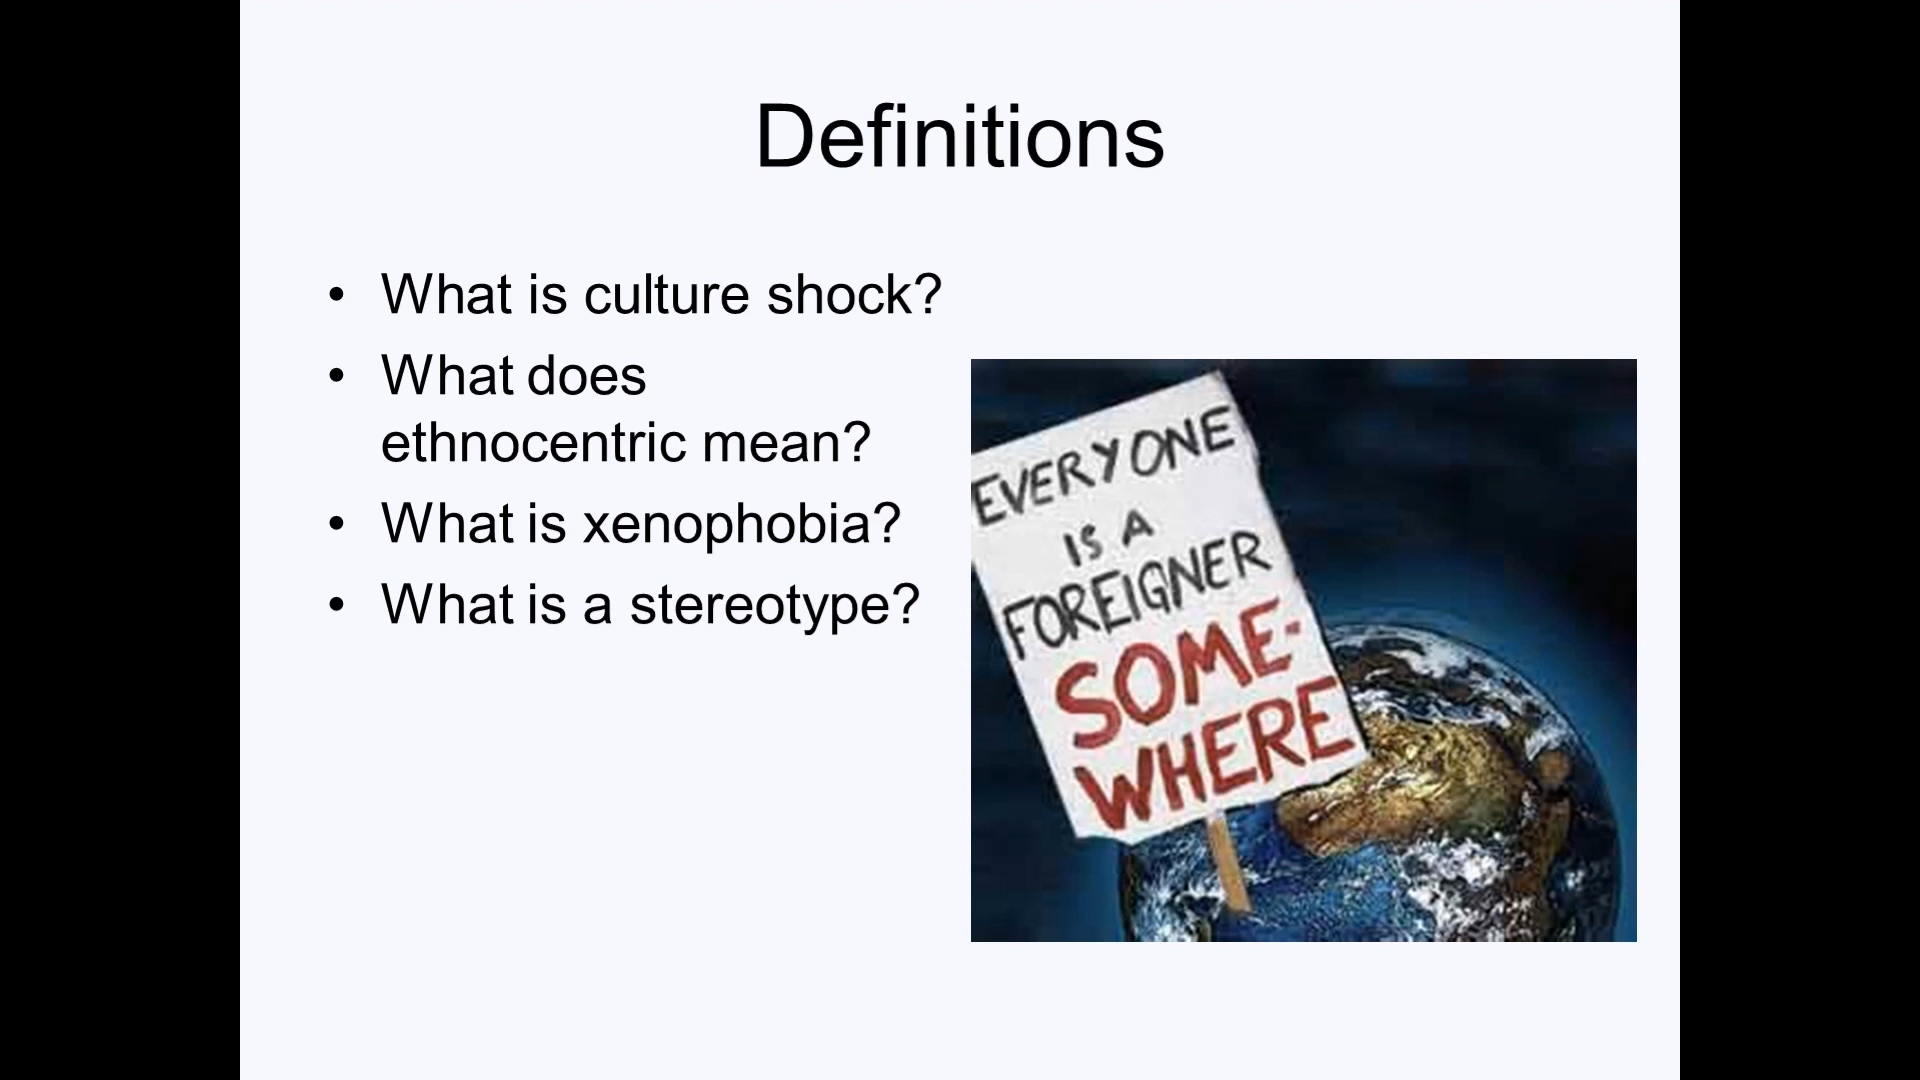 Definitions
• What is culture shock?
• What does
ethnocentric mean?
• What is xenophobia?
• What is a stereotype?
EVERYONE
IS A
FOREIGNER
SOME-
WHERE